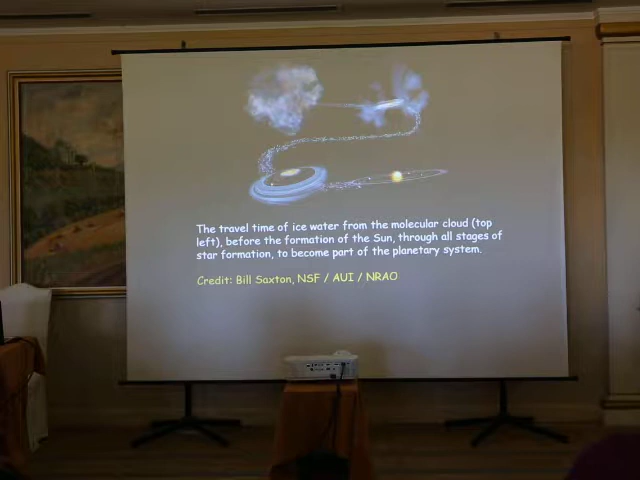 The travel time of ice water from the molecular cloud (top
left), before the formation of the Sun, through all stages of
star formation, to become part of the planetary system.
Credit: Bill Saxton, NSF / AUI / NRAO